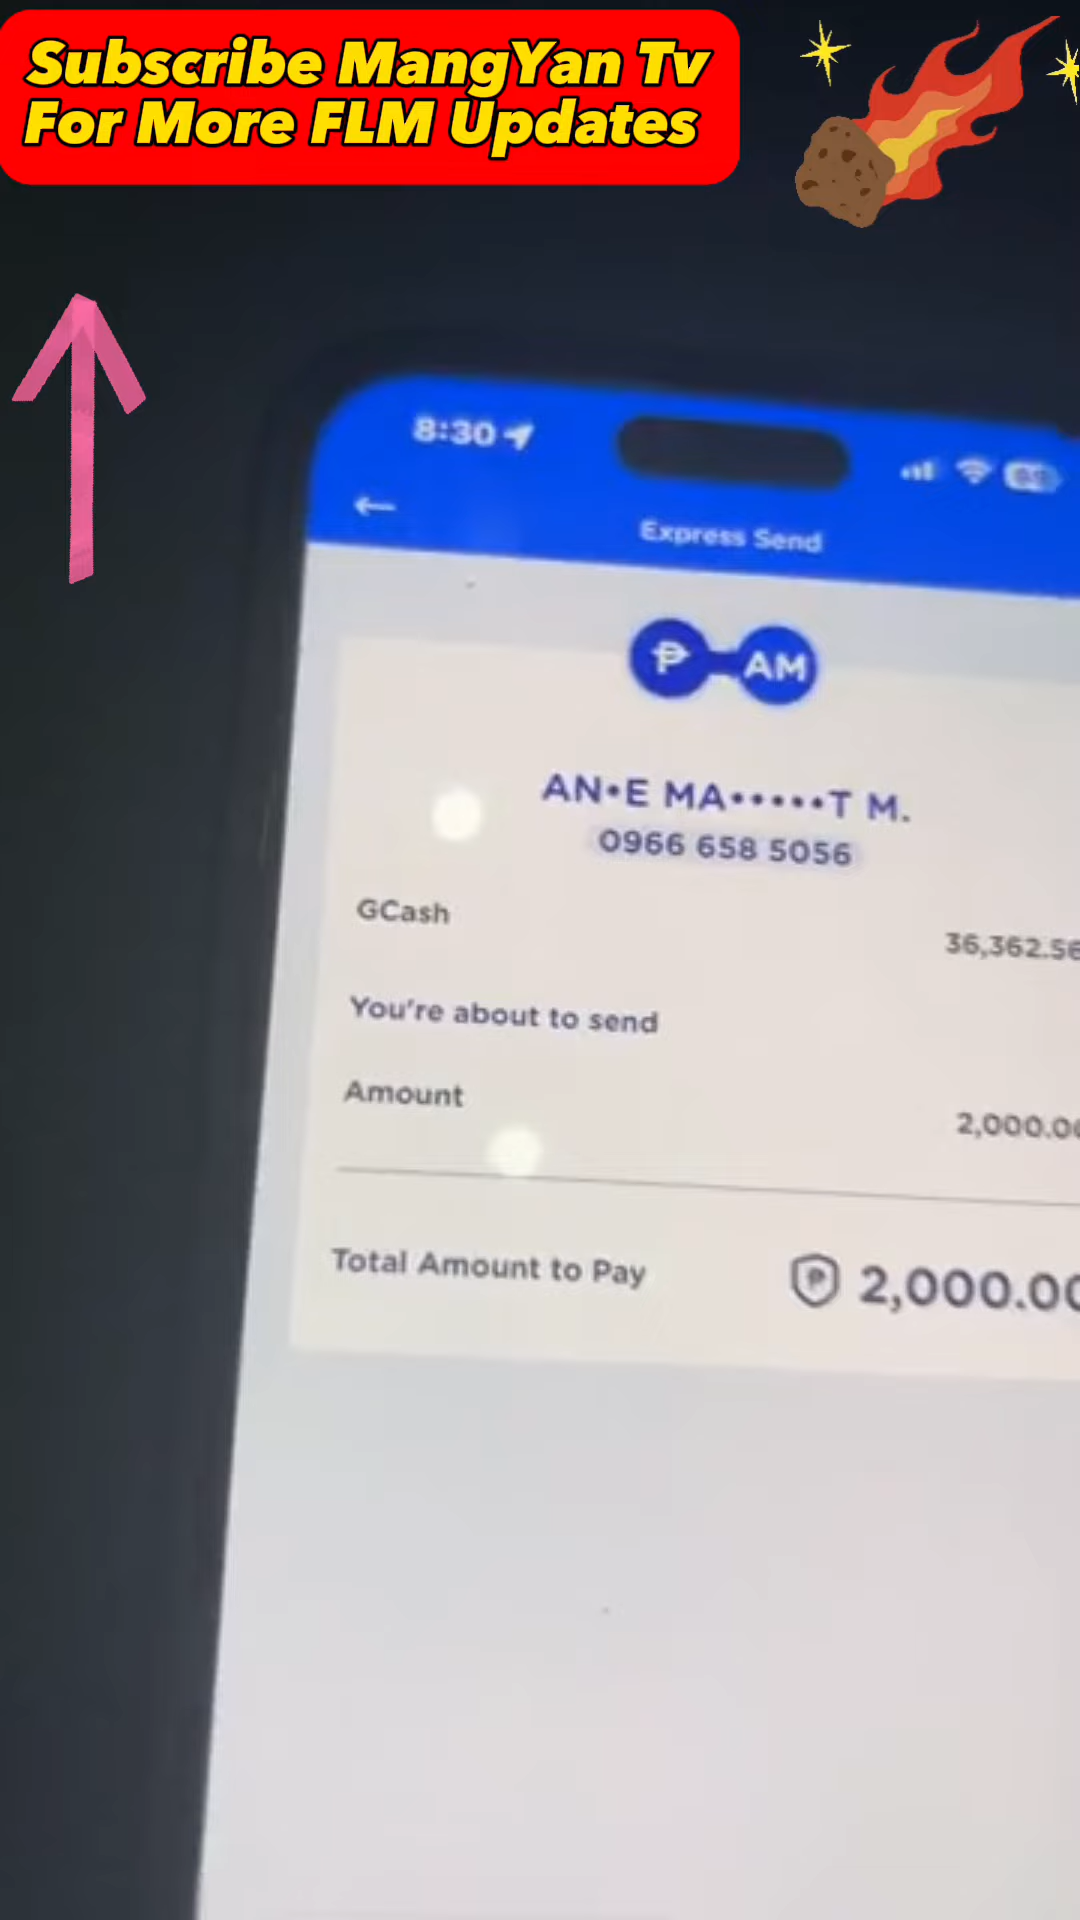 Subscribe MangYan Tv
For More FLM Updates
8:30
Express Send
₱ AM
AN•E MA•••••T M.
0966 658 5056
GCash
36,362.56
You're about to send
Amount
2,000.00
Total Amount to Pay
₱ 2,000.00